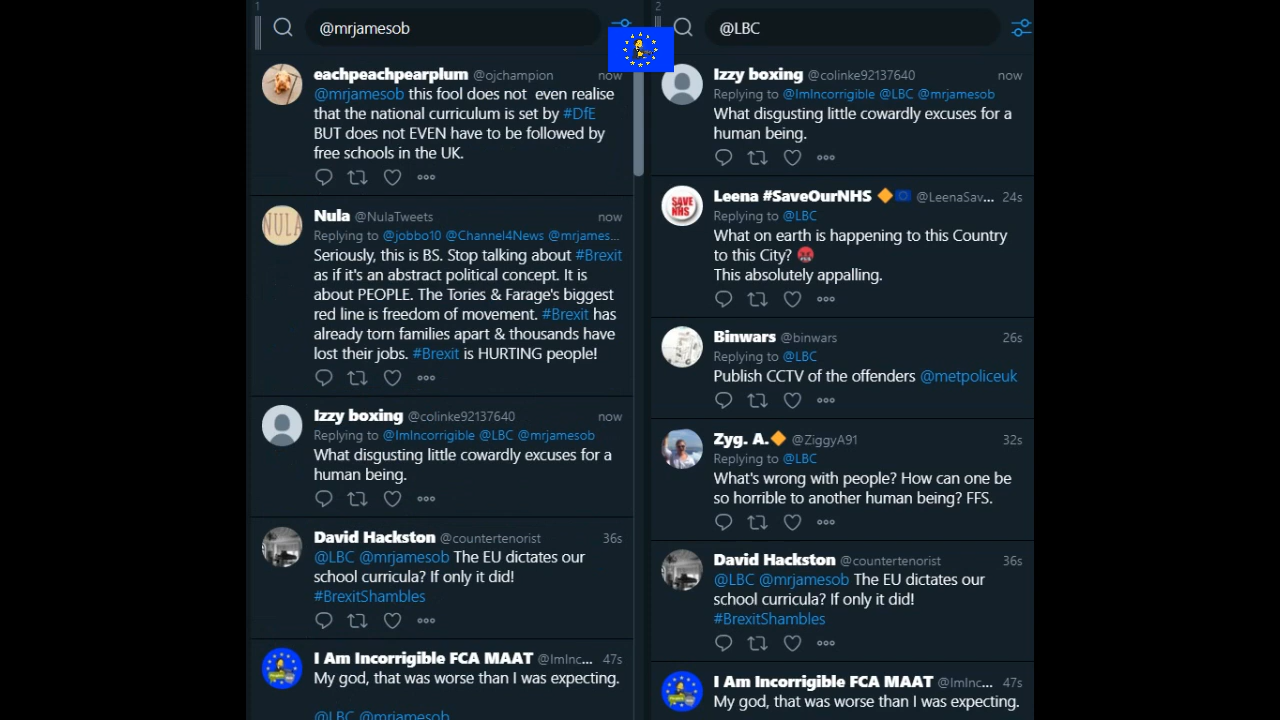 1
@mrjamesob
eachpeachpearplum @ojchampion now
@mrjamesob this fool does not even realise
that the national curriculum is set by #DfE
BUT does not EVEN have to be followed by
free schools in the UK.
Nula @NulaTweets now
Replying to @jobbo10 @Channel4News @mrjames...
Seriously, this is BS. Stop talking about #Brexit
as if it's an abstract political concept. It is
about PEOPLE. The Tories & Farage's biggest
red line is freedom of movement. #Brexit has
already torn families apart & thousands have
lost their jobs. #Brexit is HURTING people!
NULA
Izzy boxing @colinke92137640 now
Replying to @ImIncorrigible @LBC @mrjamesob
What disgusting little cowardly excuses for a
human being.
David Hackston @countertenorist 36s
@LBC @mrjamesob The EU dictates our
school curricula? If only it did!
#BrexitShambles
I Am Incorrigible FCA MAAT @ImInc... 47s
My god, that was worse than I was expecting.
@LBC @mrjamesob
2
@LBC
Izzy boxing @colinke92137640 now
Replying to @ImIncorrigible @LBC @mrjamesob
What disgusting little cowardly excuses for a
human being.
Leena #SaveOurNHS @LeenaSav... 24s
Replying to @LBC
What on earth is happening to this Country
to this City?
This absolutely appalling.
SAVE
NHS
Binwars @binwars 26s
Replying to @LBC
Publish CCTV of the offenders @metpoliceuk
Zyg. A. @ZiggyA91 32s
Replying to @LBC
What's wrong with people? How can one be
so horrible to another human being? FFS.
David Hackston @countertenorist 36s
@LBC @mrjamesob The EU dictates our
school curricula? If only it did!
#BrexitShambles
I Am Incorrigible FCA MAAT @ImInc... 47s
My god, that was worse than I was expecting.